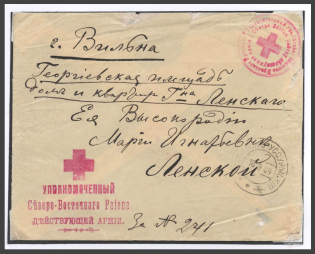 г. Вильна
Георгіевская площадь
домъ и квартира Г-на Ленскаго
Ея Высокородію
Маріи Игнатьевнѣ
Ленской
УПОЛНОМОЧЕННЫЙ
Сѣверо-Восточнаго Района
ДѢЙСТВУЮЩЕЙ АРМІИ.
За № 241